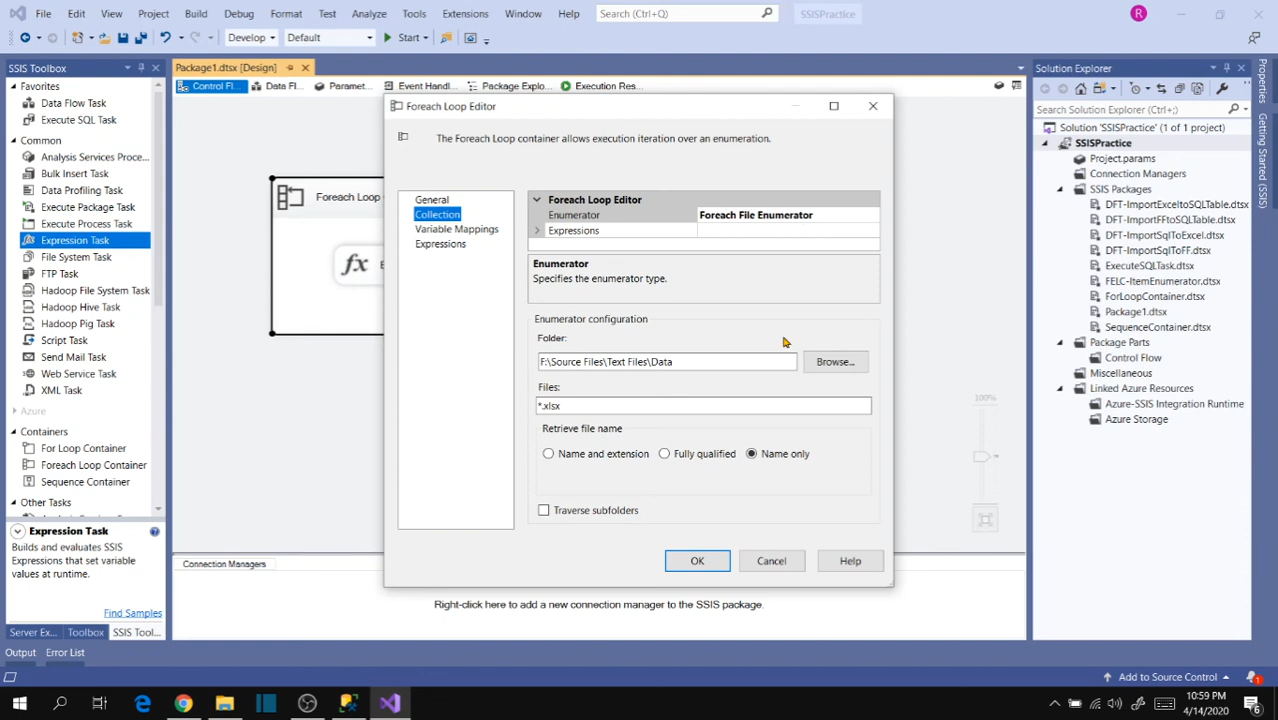 File Edit View Project Build Debug Format Test Analyze Tools Extensions Window Help Search (Ctrl+Q) SSISPractice R
Develop Default Start
SSIS Toolbox
Favorites
Data Flow Task
Execute SQL Task
Common
Analysis Services Proce...
Bulk Insert Task
Data Profiling Task
Execute Package Task
Execute Process Task
Expression Task
File System Task
FTP Task
Hadoop File System Task
Hadoop Hive Task
Hadoop Pig Task
Script Task
Send Mail Task
Web Service Task
XML Task
Azure
Containers
For Loop Container
Foreach Loop Container
Sequence Container
Other Tasks
Expression Task
Builds and evaluates SSIS
Expressions that set variable
values at runtime.
Find Samples
Server Ex... Toolbox SSIS Tool...
Package1.dtsx [Design]
Control Fl... Data Fl... Paramet... Event Handl... Package Explo... Execution Res...
Foreach Loop
fx
100%
Connection Managers
Right-click here to add a new connection manager to the SSIS package.
Foreach Loop Editor
The Foreach Loop container allows execution iteration over an enumeration.
General
Collection
Variable Mappings
Expressions
Foreach Loop Editor
Enumerator Foreach File Enumerator
Expressions
Enumerator
Specifies the enumerator type.
Enumerator configuration
Folder:
F:\Source Files\Text Files\Data
Browse...
Files:
*.xlsx
Retrieve file name
Name and extension Fully qualified Name only
Traverse subfolders
OK Cancel Help
Solution Explorer
Search Solution Explorer (Ctrl+;)
Solution 'SSISPractice' (1 of 1 project)
SSISPractice
Project.params
Connection Managers
SSIS Packages
DFT-ImportExceltoSQLTable.dtsx
DFT-ImportFFtoSQLTable.dtsx
DFT-ImportSqlToExcel.dtsx
DFT-ImportSqlToFF.dtsx
ExecuteSQLTask.dtsx
FELC-ItemEnumerator.dtsx
ForLoopContainer.dtsx
Package1.dtsx
SequenceContainer.dtsx
Package Parts
Control Flow
Miscellaneous
Linked Azure Resources
Azure-SSIS Integration Runtime
Azure Storage
Properties
Getting Started (SSIS)
Output Error List
Add to Source Control
1
10:59 PM
4/14/2020
6